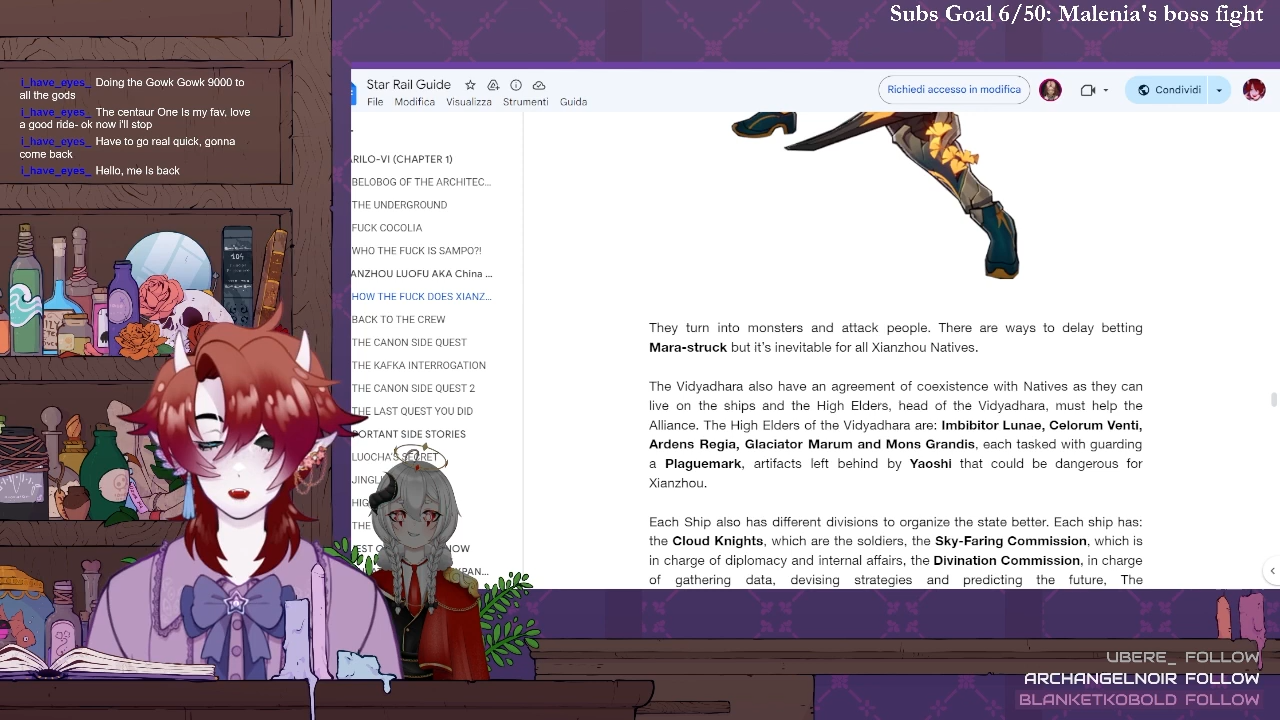 Subs Goal 6/50: Malenia's boss fight
i_have_eyes_ Doing the Gowk Gowk 9000 to
all the gods
i_have_eyes_ The centaur One Is my fav, love
a good ride- ok now i'll stop
i_have_eyes_ Have to go real quick, gonna
come back
i_have_eyes_ Hello, me Is back
Star Rail Guide
File Modifica Visualizza Strumenti Guida
Richiedi accesso in modifica
Condividi
ARILO-VI (CHAPTER 1)
BELOBOG OF THE ARCHITEC...
THE UNDERGROUND
FUCK COCOLIA
WHO THE FUCK IS SAMPO?!
ANZHOU LUOFU AKA China ...
HOW THE FUCK DOES XIANZ...
BACK TO THE CREW
THE CANON SIDE QUEST
THE KAFKA INTERROGATION
THE CANON SIDE QUEST 2
THE LAST QUEST YOU DID
PORTANT SIDE STORIES
LUOCHA'S SECRET
JINGLI
HIG
THE
EST O
NOW
XPAN...
They turn into monsters and attack people. There are ways to delay betting
Mara-struck but it's inevitable for all Xianzhou Natives.
The Vidyadhara also have an agreement of coexistence with Natives as they can
live on the ships and the High Elders, head of the Vidyadhara, must help the
Alliance. The High Elders of the Vidyadhara are: Imbibitor Lunae, Celorum Venti,
Ardens Regia, Glaciator Marum and Mons Grandis, each tasked with guarding
a Plaguemark, artifacts left behind by Yaoshi that could be dangerous for
Xianzhou.
Each Ship also has different divisions to organize the state better. Each ship has:
the Cloud Knights, which are the soldiers, the Sky-Faring Commission, which is
in charge of diplomacy and internal affairs, the Divination Commission, in charge
of gathering data, devising strategies and predicting the future, The
UBERE_ FOLLOW
ARCHANGELNOIR FOLLOW
BLANKETKOBOLD FOLLOW